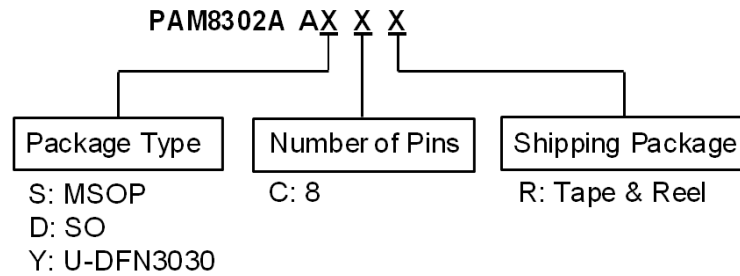 PAM8302A AX X X
Package Type
Number of Pins
Shipping Package
S: MSOP
C: 8
R: Tape & Reel
D: SO
Y: U-DFN3030